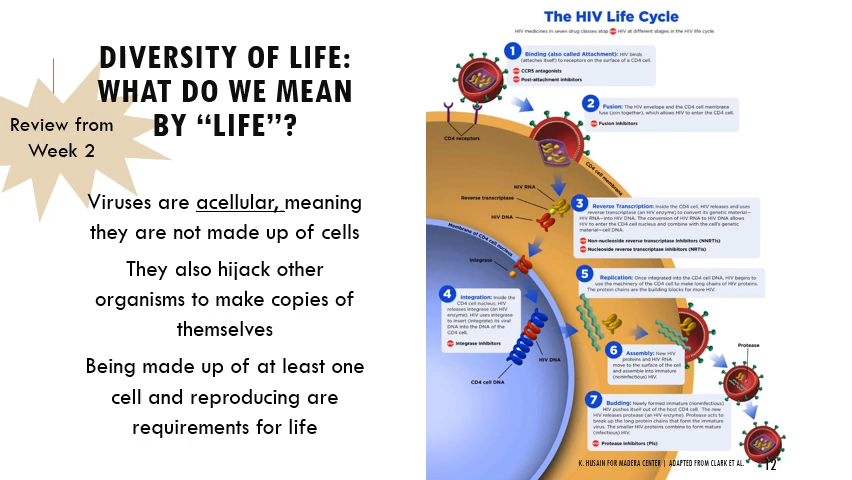 DIVERSITY OF LIFE:
WHAT DO WE MEAN
BY “LIFE”?
Review from
Week 2
Viruses are acellular, meaning
they are not made up of cells
They also hijack other
organisms to make copies of
themselves
Being made up of at least one
cell and reproducing are
requirements for life
The HIV Life Cycle
HIV medicines in seven drug classes stop STOP HIV at different stages in the HIV life cycle.
1 Binding (also called Attachment): HIV binds
(attaches itself) to receptors on the surface of a CD4 cell.
CCR5 antagonists
Post-attachment inhibitors
2 Fusion: The HIV envelope and the CD4 cell membrane
fuse (join together), which allows HIV to enter the CD4 cell.
Fusion inhibitors
CD4 receptors
CD4 cell membrane
HIV RNA
Reverse transcriptase
HIV DNA
3 Reverse Transcription: Inside the CD4 cell, HIV releases and uses
reverse transcriptase (an HIV enzyme) to convert its genetic material—
HIV RNA—into HIV DNA. The conversion of HIV RNA to HIV DNA allows
HIV to enter the CD4 cell nucleus and combine with the cell's genetic
material—cell DNA.
Non-nucleoside reverse transcriptase inhibitors (NNRTIs)
Nucleoside reverse transcriptase inhibitors (NRTIs)
Membrane of CD4 cell nucleus
Integrase
4 Integration: Inside the
CD4 cell nucleus, HIV
releases integrase (an HIV
enzyme). HIV uses integrase
to insert (integrate) its viral
DNA into the DNA of the
CD4 cell.
Integrase inhibitors
HIV DNA
CD4 cell DNA
5 Replication: Once integrated into the CD4 cell DNA, HIV begins to
use the machinery of the CD4 cell to make long chains of HIV proteins.
The protein chains are the building blocks for more HIV.
6 Assembly: New HIV
proteins and HIV RNA
move to the surface of the cell
and assemble into immature
(noninfectious) HIV.
Protease
7 Budding: Newly formed immature (noninfectious)
HIV pushes itself out of the host CD4 cell. The new
HIV releases protease (an HIV enzyme). Protease acts to
break up the long protein chains that form the immature
virus. The smaller HIV proteins combine to form mature
(infectious) HIV.
Protease inhibitors (PIs)
K. HUSAIN FOR MADERA CENTER | ADAPTED FROM CLARK ET AL.
12